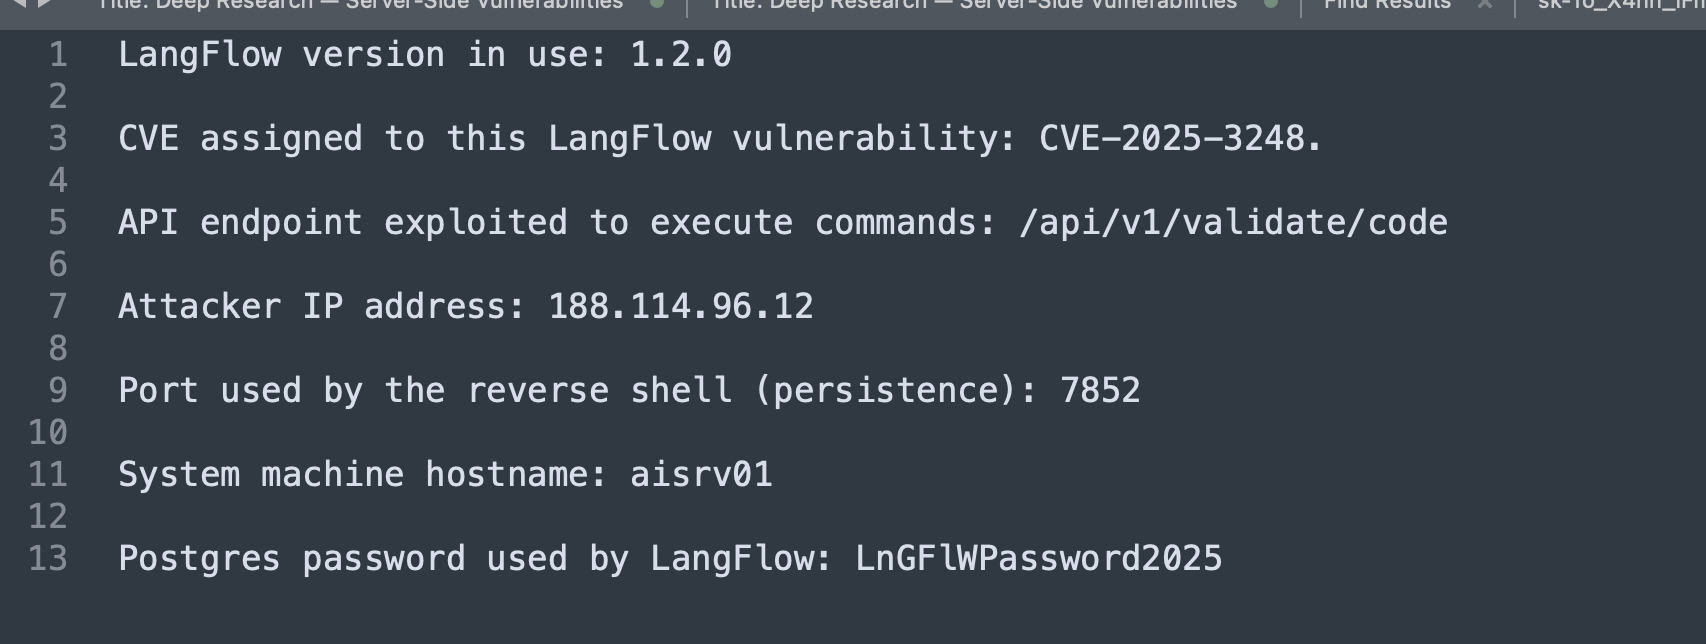 Title: Deep Research — Server-Side Vulnerabilities
Title: Deep Research — Server-Side Vulnerabilities
Find Results
1 LangFlow version in use: 1.2.0
2
3 CVE assigned to this LangFlow vulnerability: CVE-2025-3248.
4
5 API endpoint exploited to execute commands: /api/v1/validate/code
6
7 Attacker IP address: 188.114.96.12
8
9 Port used by the reverse shell (persistence): 7852
10
11 System machine hostname: aisrv01
12
13 Postgres password used by LangFlow: LnGFlWPassword2025